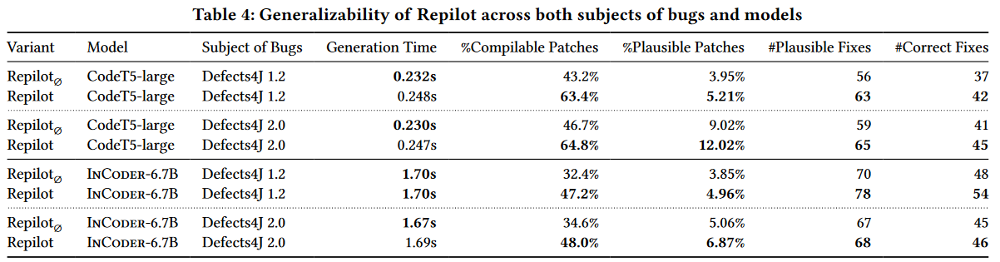 Table 4: Generalizability of Repilot across both subjects of bugs and models
Variant Model Subject of Bugs Generation Time %Compilable Patches %Plausible Patches #Plausible Fixes #Correct Fixes
Repilot∅ CodeT5-large Defects4J 1.2 0.232s 43.2% 3.95% 56 37
Repilot CodeT5-large Defects4J 1.2 0.248s 63.4% 5.21% 63 42
Repilot∅ CodeT5-large Defects4J 2.0 0.230s 46.7% 9.02% 59 41
Repilot CodeT5-large Defects4J 2.0 0.247s 64.8% 12.02% 65 45
Repilot∅ InCoder-6.7B Defects4J 1.2 1.70s 32.4% 3.85% 70 48
Repilot InCoder-6.7B Defects4J 1.2 1.70s 47.2% 4.96% 78 54
Repilot∅ InCoder-6.7B Defects4J 2.0 1.67s 34.6% 5.06% 67 45
Repilot InCoder-6.7B Defects4J 2.0 1.69s 48.0% 6.87% 68 46